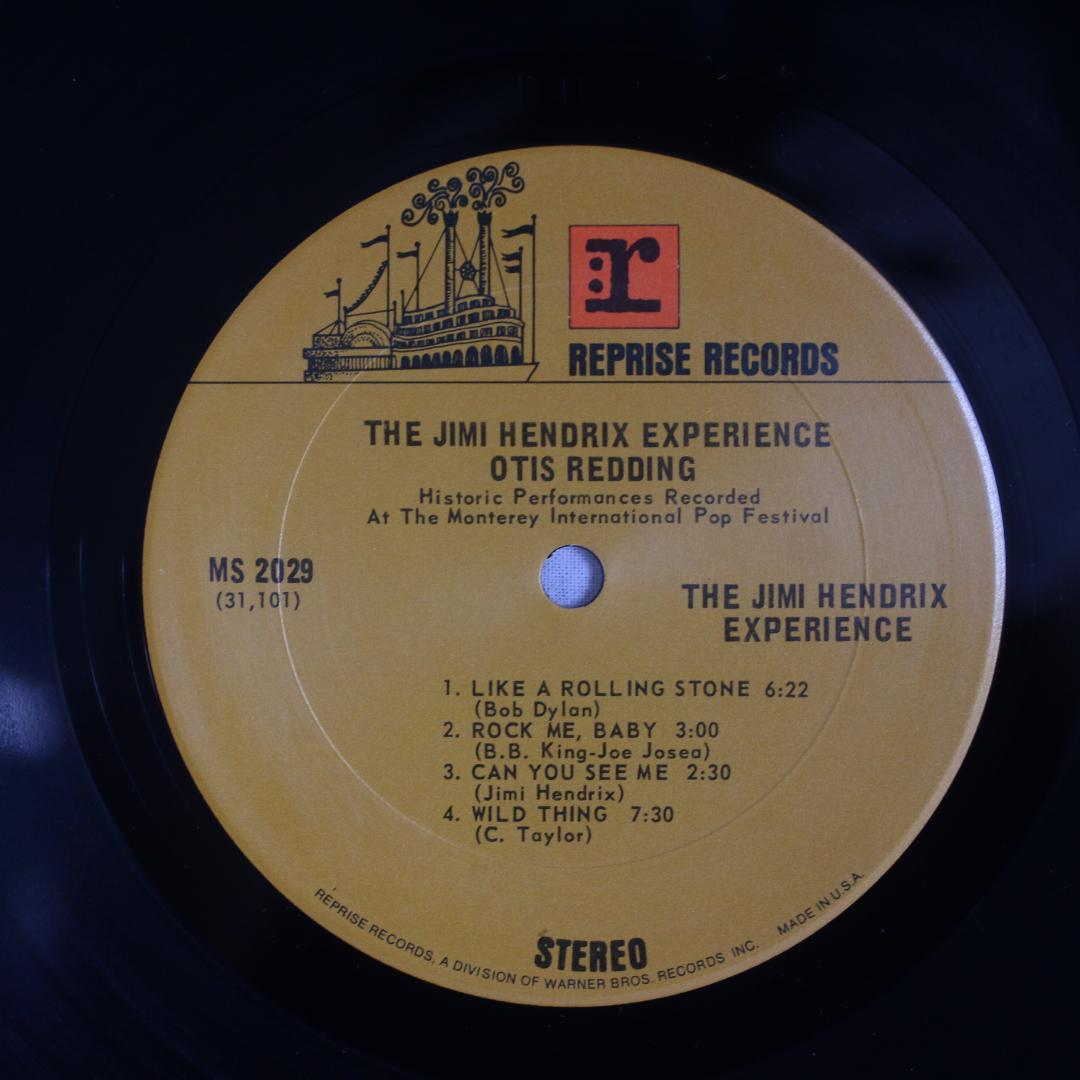 r:
REPRISE RECORDS
THE JIMI HENDRIX EXPERIENCE
OTIS REDDING
Historic Performances Recorded
At The Monterey International Pop Festival
MS 2029
(31,101)
THE JIMI HENDRIX
EXPERIENCE
1. LIKE A ROLLING STONE 6:22
(Bob Dylan)
2. ROCK ME, BABY 3:00
(B.B. King-Joe Josea)
3. CAN YOU SEE ME 2:30
(Jimi Hendrix)
4. WILD THING 7:30
(C. Taylor)
STEREO
REPRISE RECORDS, A DIVISION OF WARNER BROS. RECORDS INC. MADE IN U.S.A.